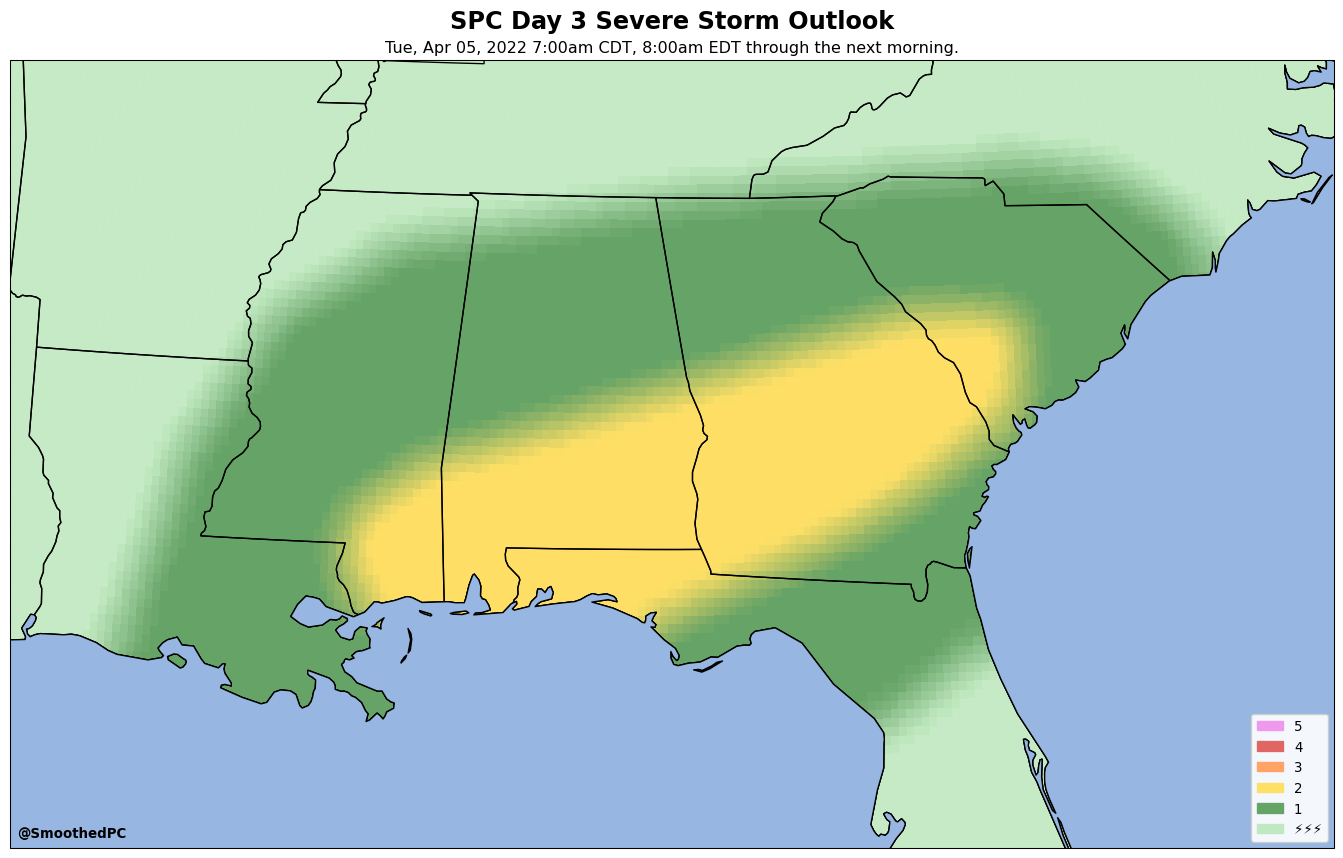 SPC Day 3 Severe Storm Outlook
Tue, Apr 05, 2022 7:00am CDT, 8:00am EDT through the next morning.
5
4
3
2
1
⚡⚡⚡
@SmoothedPC